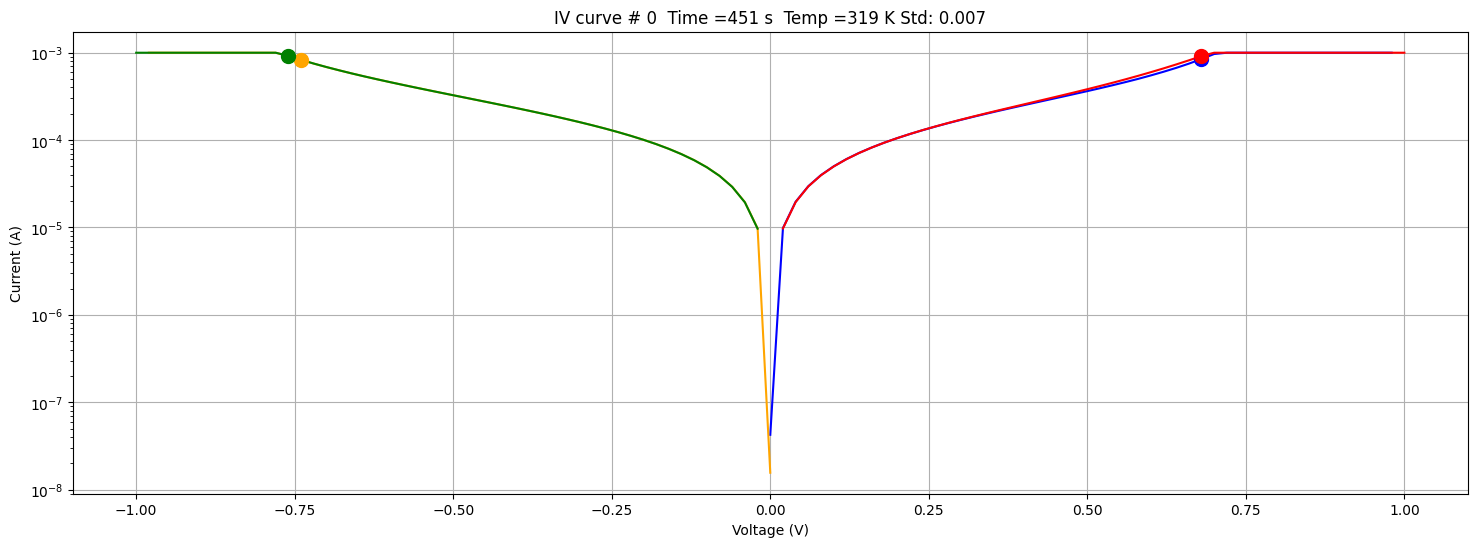 IV curve # 0  Time =451 s  Temp =319 K Std: 0.007
Current (A)
10⁻³
10⁻⁴
10⁻⁵
10⁻⁶
10⁻⁷
10⁻⁸
−1.00 −0.75 −0.50 −0.25 0.00 0.25 0.50 0.75 1.00
Voltage (V)